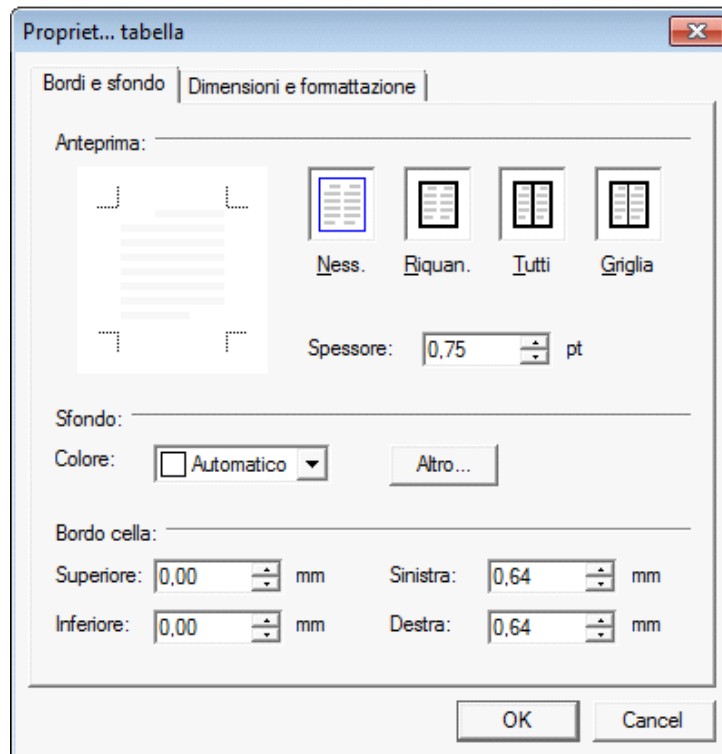 Propriet... tabella
Bordi e sfondo Dimensioni e formattazione
Anteprima:
Ness. Riquan. Tutti Griglia
Spessore: 0,75 pt
Sfondo:
Colore: Automatico Altro...
Bordo cella:
Superiore: 0,00 mm Sinistra: 0,64 mm
Inferiore: 0,00 mm Destra: 0,64 mm
OK Cancel